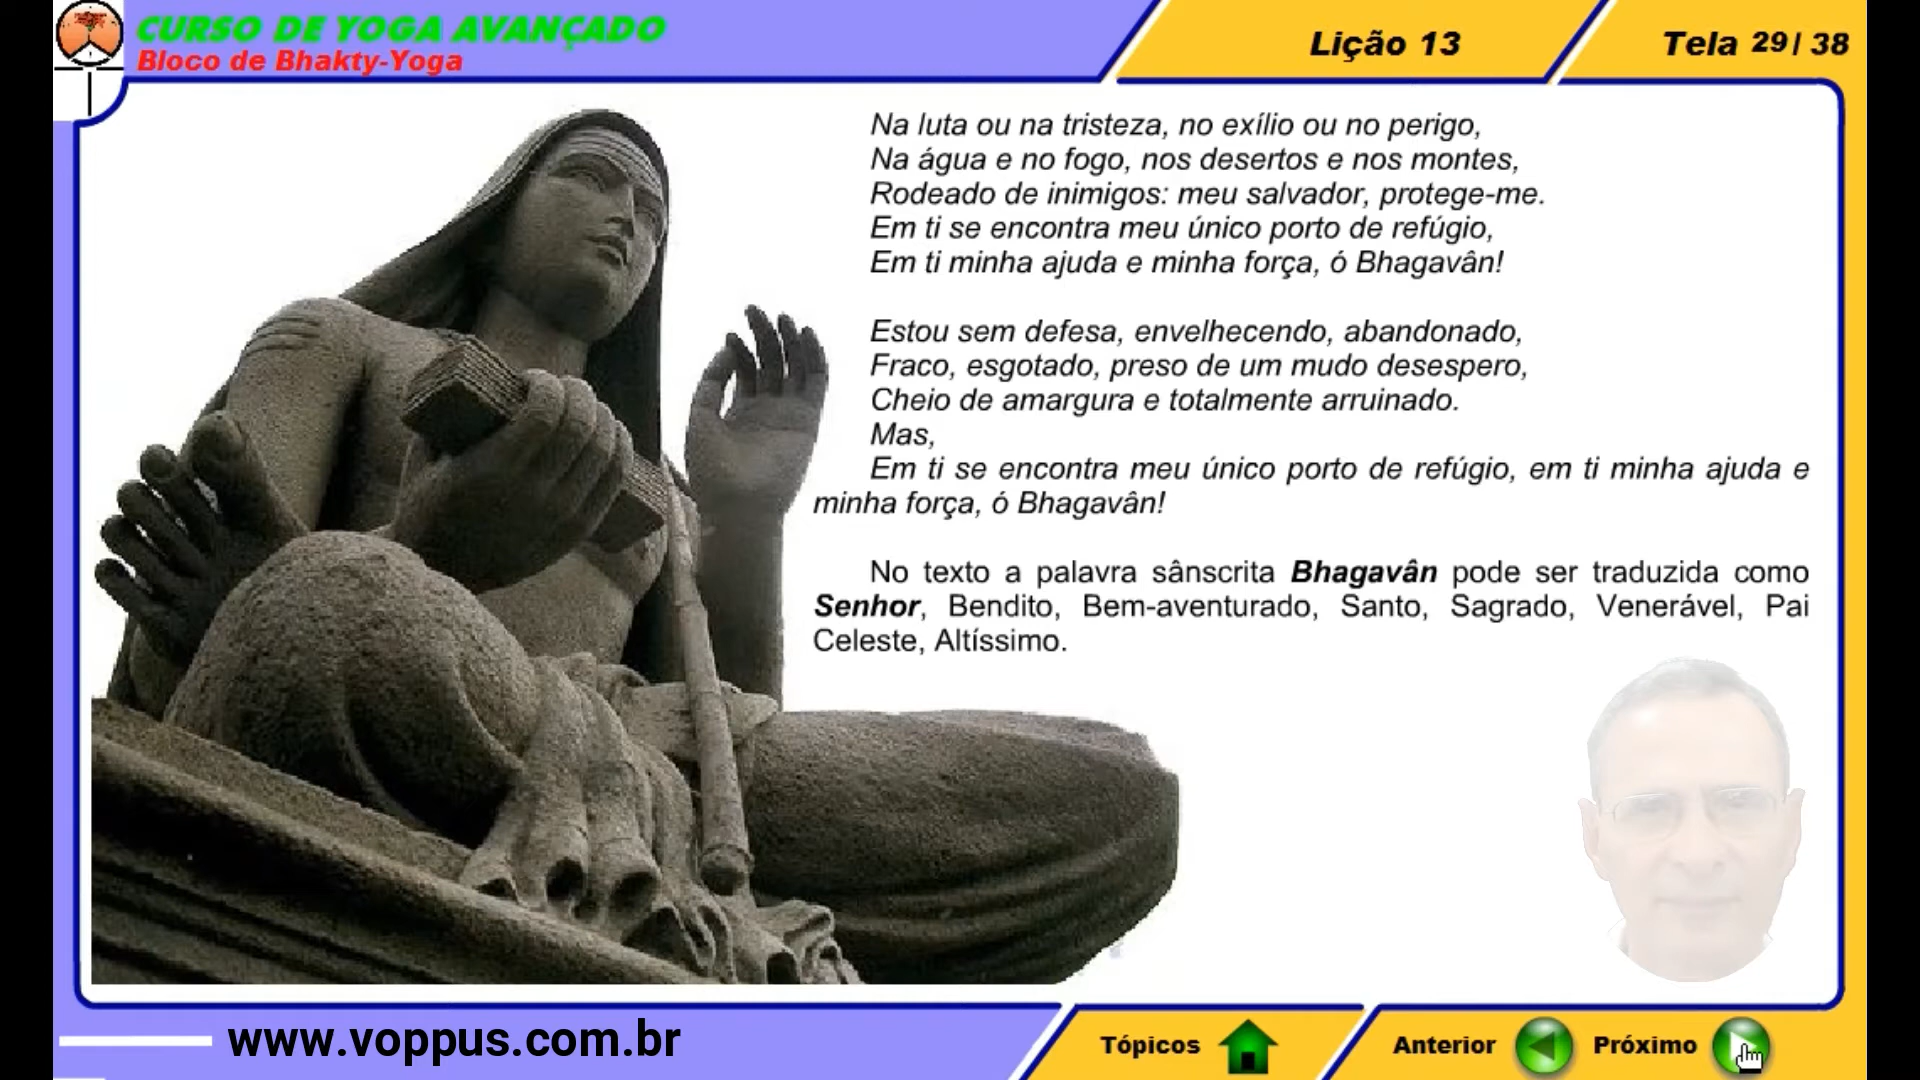 CURSO DE YOGA AVANÇADO
Bloco de Bhakty-Yoga
Lição 13
Tela 29 / 38
Na luta ou na tristeza, no exílio ou no perigo,
Na água e no fogo, nos desertos e nos montes,
Rodeado de inimigos: meu salvador, protege-me.
Em ti se encontra meu único porto de refúgio,
Em ti minha ajuda e minha força, ó Bhagavân!
Estou sem defesa, envelhecendo, abandonado,
Fraco, esgotado, preso de um mudo desespero,
Cheio de amargura e totalmente arruinado.
Mas,
Em ti se encontra meu único porto de refúgio, em ti minha ajuda e
minha força, ó Bhagavân!
No texto a palavra sânscrita Bhagavân pode ser traduzida como
Senhor, Bendito, Bem-aventurado, Santo, Sagrado, Venerável, Pai
Celeste, Altíssimo.
www.voppus.com.br
Tópicos
Anterior
Próximo